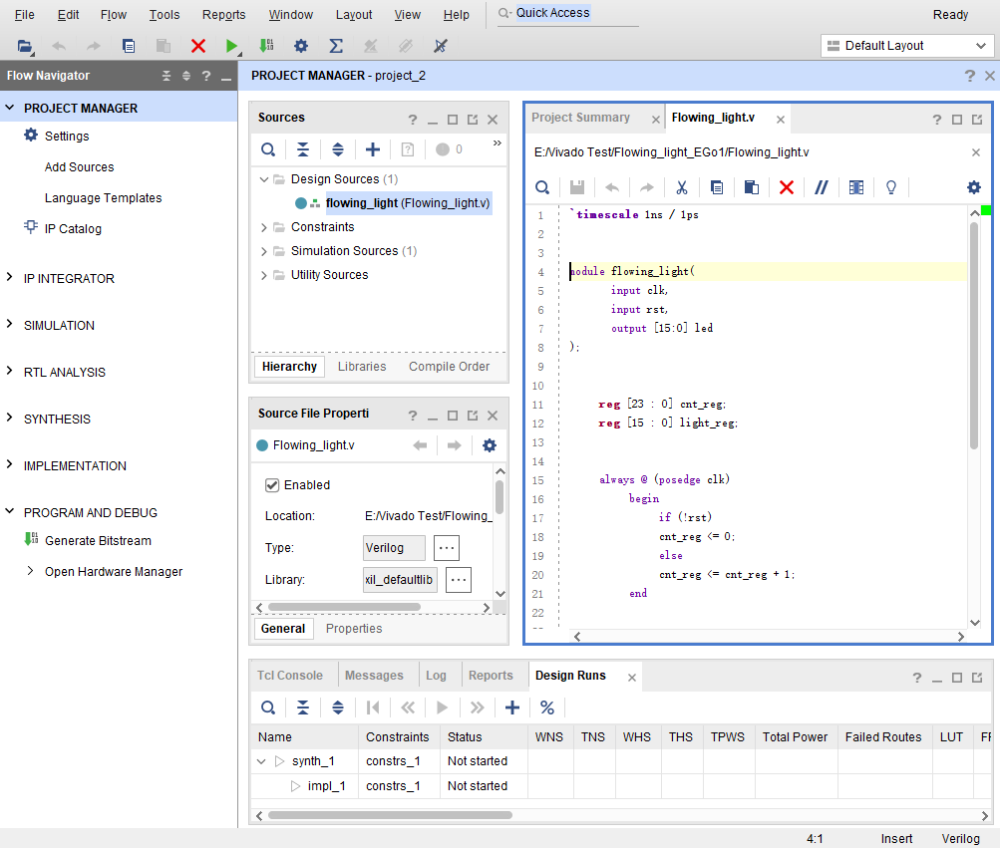 File Edit Flow Tools Reports Window Layout View Help Quick Access Ready
Default Layout
Flow Navigator
PROJECT MANAGER
Settings
Add Sources
Language Templates
IP Catalog
IP INTEGRATOR
SIMULATION
RTL ANALYSIS
SYNTHESIS
IMPLEMENTATION
PROGRAM AND DEBUG
Generate Bitstream
Open Hardware Manager
PROJECT MANAGER - project_2
Sources
0
Design Sources (1)
flowing_light (Flowing_light.v)
Constraints
Simulation Sources (1)
Utility Sources
Hierarchy Libraries Compile Order
Source File Properti
Flowing_light.v
Enabled
Location: E:/Vivado Test/Flowing_
Type: Verilog
Library: xil_defaultlib
General Properties
Project Summary Flowing_light.v
E:/Vivado Test/Flowing_light_EGo1/Flowing_light.v
1 `timescale 1ns / 1ps
2
3
4 module flowing_light(
5 input clk,
6 input rst,
7 output [15:0] led
8 );
9
10
11 reg [23 : 0] cnt_reg;
12 reg [15 : 0] light_reg;
13
14
15 always @ (posedge clk)
16 begin
17 if (!rst)
18 cnt_reg <= 0;
19 else
20 cnt_reg <= cnt_reg + 1;
21 end
22
Tcl Console Messages Log Reports Design Runs
Name Constraints Status WNS TNS WHS THS TPWS Total Power Failed Routes LUT
synth_1 constrs_1 Not started
impl_1 constrs_1 Not started
4:1 Insert Verilog